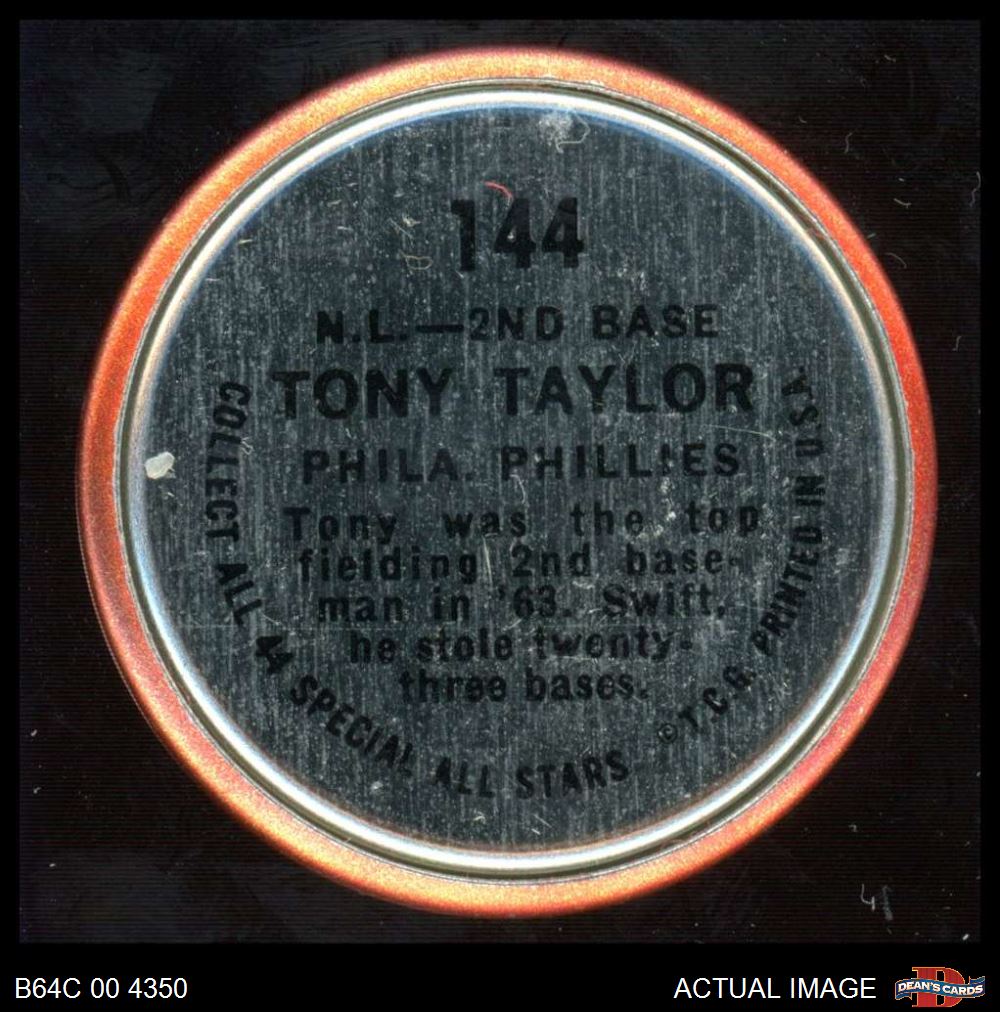 144
N.L.—2ND BASE
TONY TAYLOR
PHILA. PHILLIES
Tony was the top
fielding 2nd base-
man in '63. Swift,
he stole twenty-
three bases.
COLLECT ALL 44 SPECIAL ALL STARS
©T.C.G. PRINTED IN U.S.A.
41
B64C 00 4350
ACTUAL IMAGE
D
DEAN'S CARDS